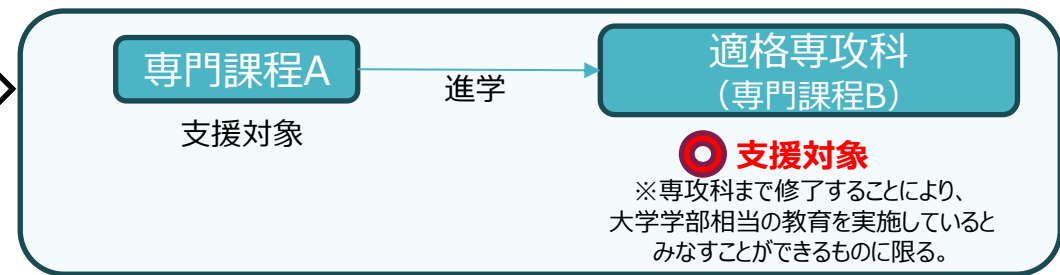 専門課程A
進学
適格専攻科
（専門課程B）
支援対象
支援対象
※専攻科まで修了することにより、
大学学部相当の教育を実施していると
みなすことができるものに限る。